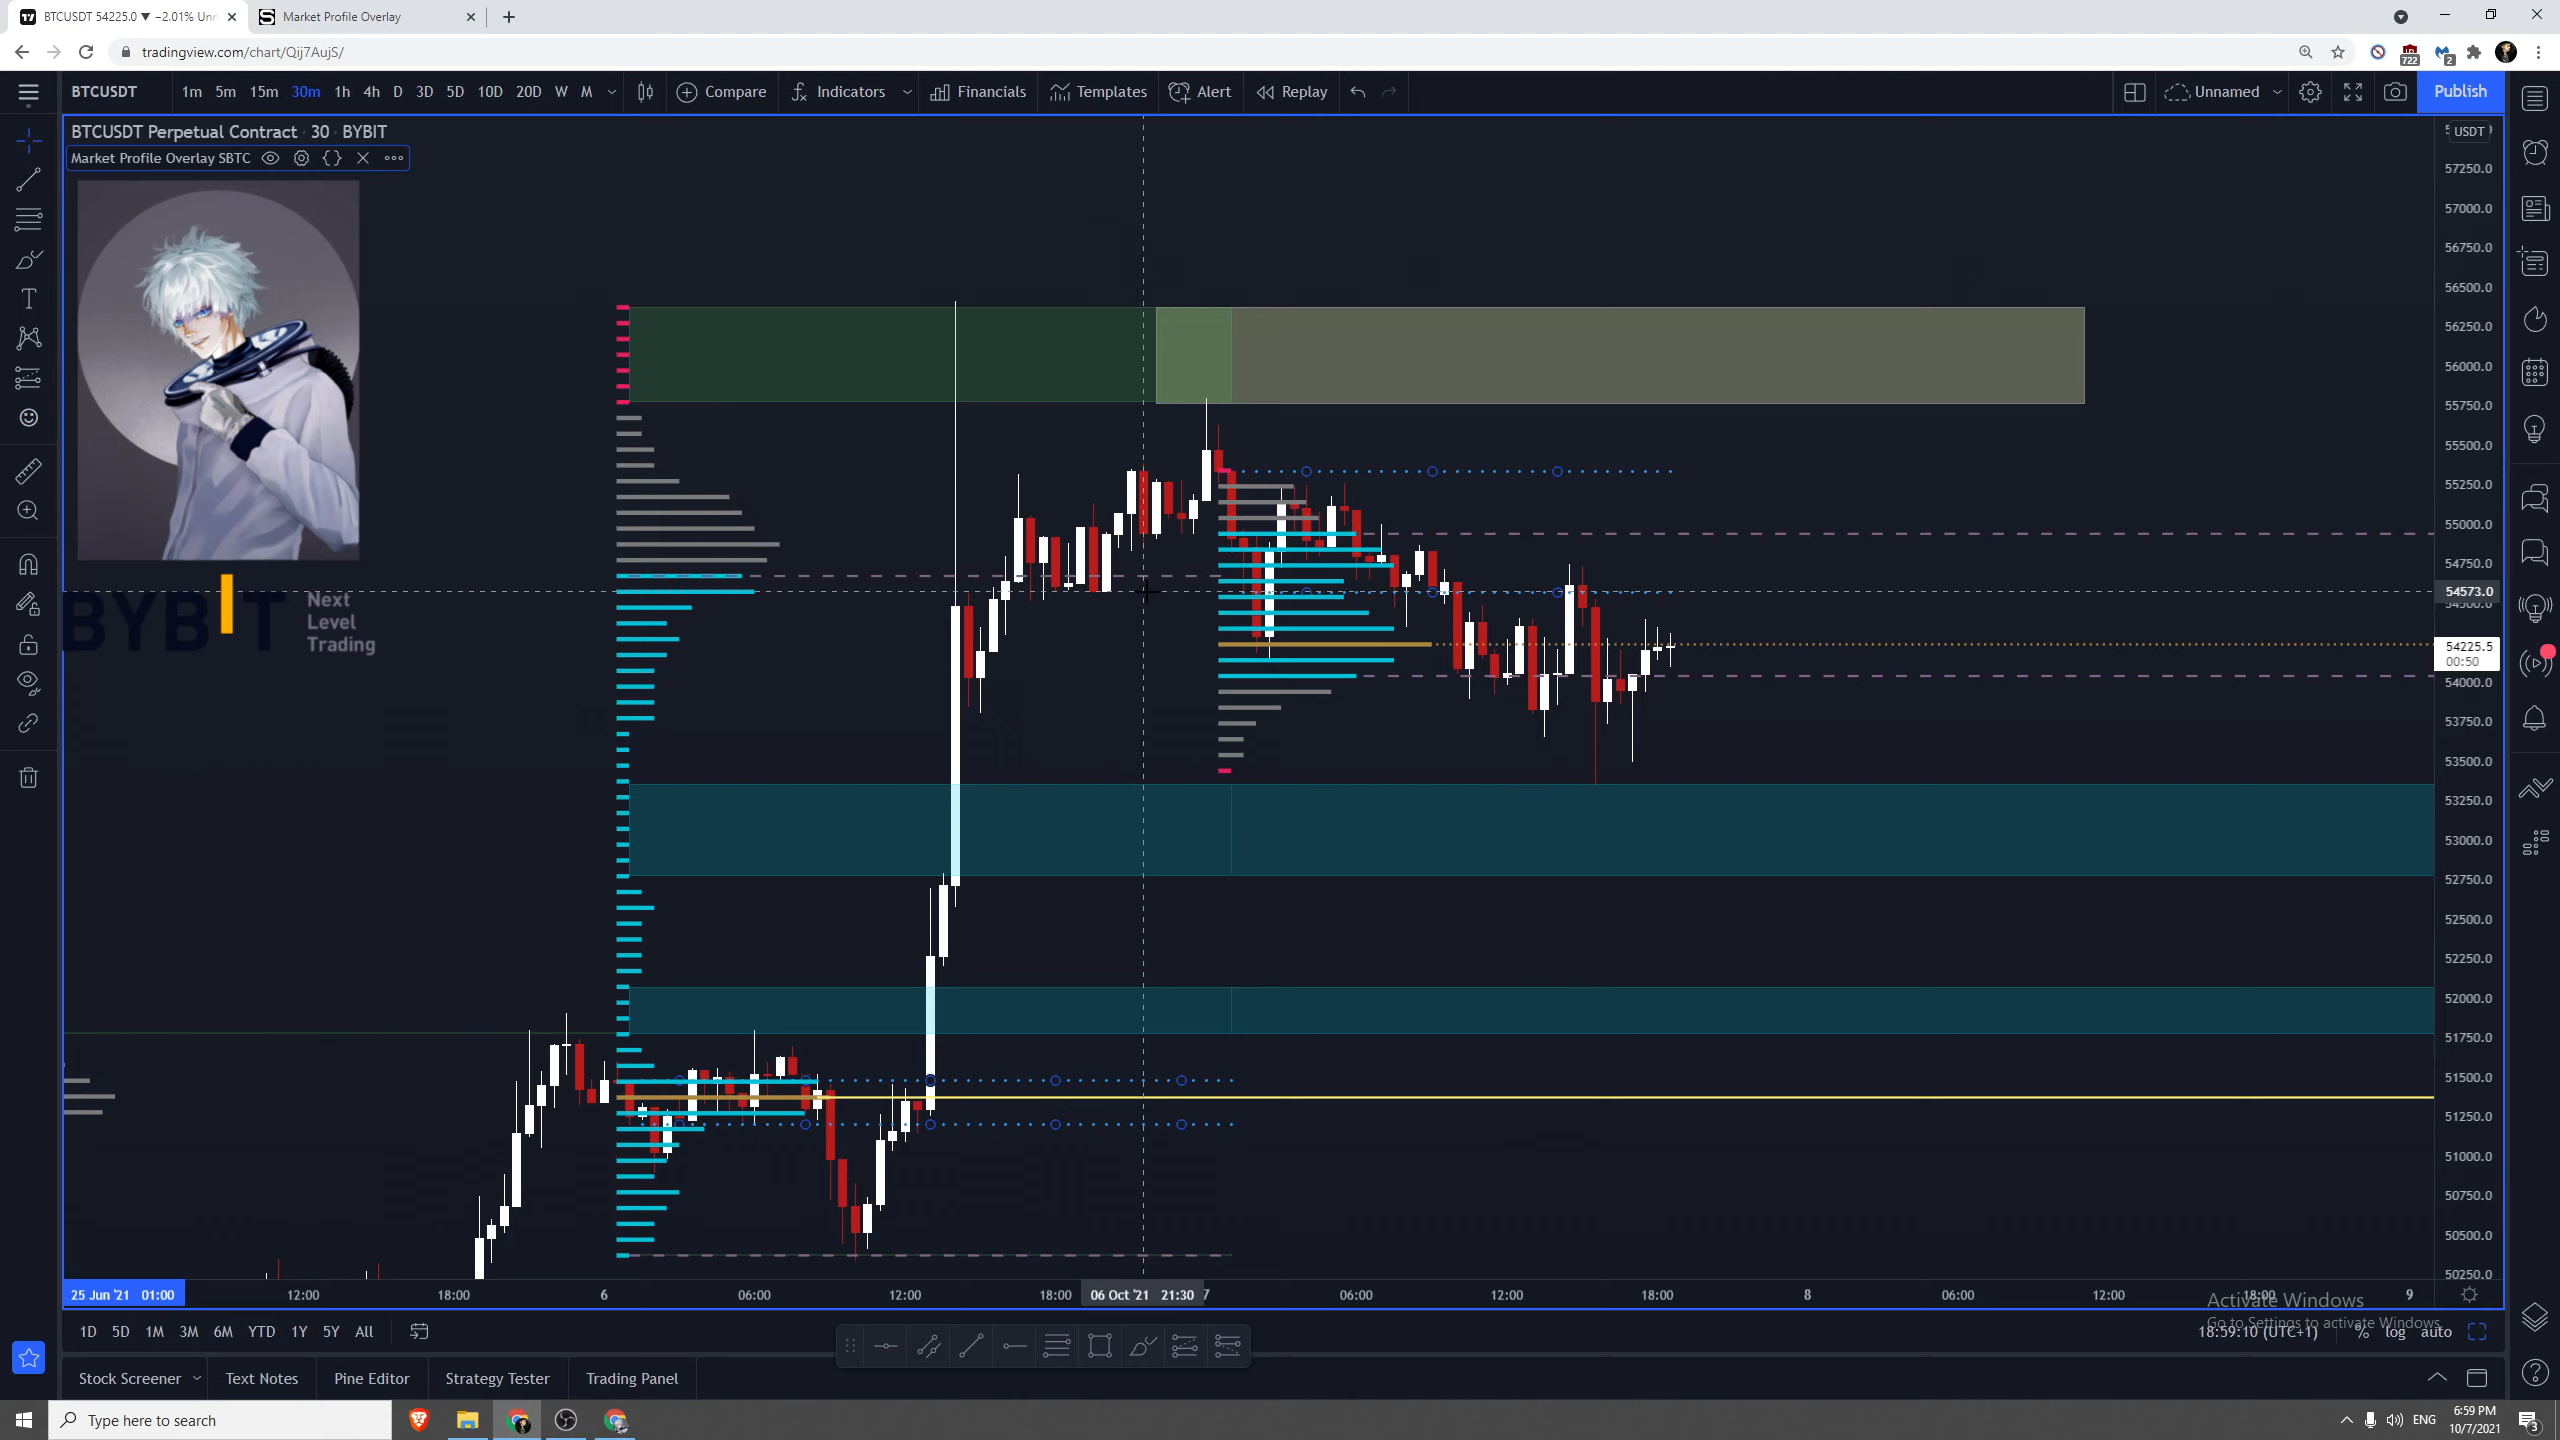 BTCUSDT 54225.0 ▼ −2.01% Unn
Market Profile Overlay
tradingview.com/chart/Qij7AujS/
722
2
BTCUSDT
1m 5m 15m 30m 1h 4h D 3D 5D 10D 20D W M
Compare
Indicators
Financials
Templates
Alert
Replay
Unnamed
Publish
BTCUSDT Perpetual Contract · 30 · BYBIT
Market Profile Overlay SBTC
BYBIT
Next
Level
Trading
USDT
57250.0
57000.0
56750.0
56500.0
56250.0
56000.0
55750.0
55500.0
55250.0
55000.0
54750.0
54573.0
54500.0
54225.5
00:50
54000.0
53750.0
53500.0
53250.0
53000.0
52750.0
52500.0
52250.0
52000.0
51750.0
51500.0
51250.0
51000.0
50750.0
50500.0
50250.0
25 Jun '21 01:00
12:00
18:00
6
06:00
12:00
18:00
06 Oct '21 21:30
7
06:00
12:00
18:00
8
06:00
12:00
18:00
9
Activate Windows
Go to Settings to activate Windows.
1D 5D 1M 3M 6M YTD 1Y 5Y All
18:59:10 (UTC+1)
% log auto
Stock Screener
Text Notes
Pine Editor
Strategy Tester
Trading Panel
Type here to search
ENG
6:59 PM
10/7/2021
3